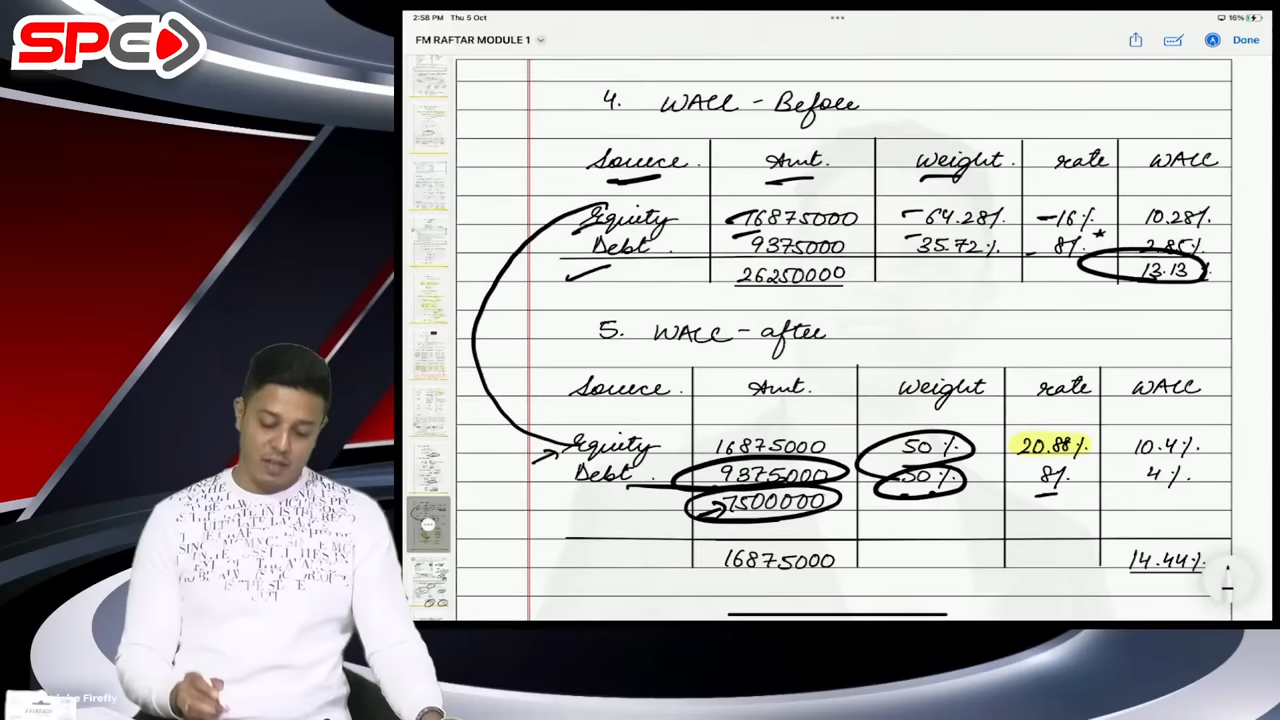 SPC
2:58 PM Thu 5 Oct
16%
FM RAFTAR MODULE 1
Done
4. WACC - Before
Source. Amt. Weight. rate WACC
Equity 16875000 64.28% 16% 10.28%
Debt 9375000 35.72% 8%* 2.85%
26250000 13.13%
5. WACC - after
Source. Amt. Weight rate WACC
Equity 16875000 50% 20.88% 10.4%
Debt 9375000 50% 8% 4%
7500000
16875000 14.44%
Firefly